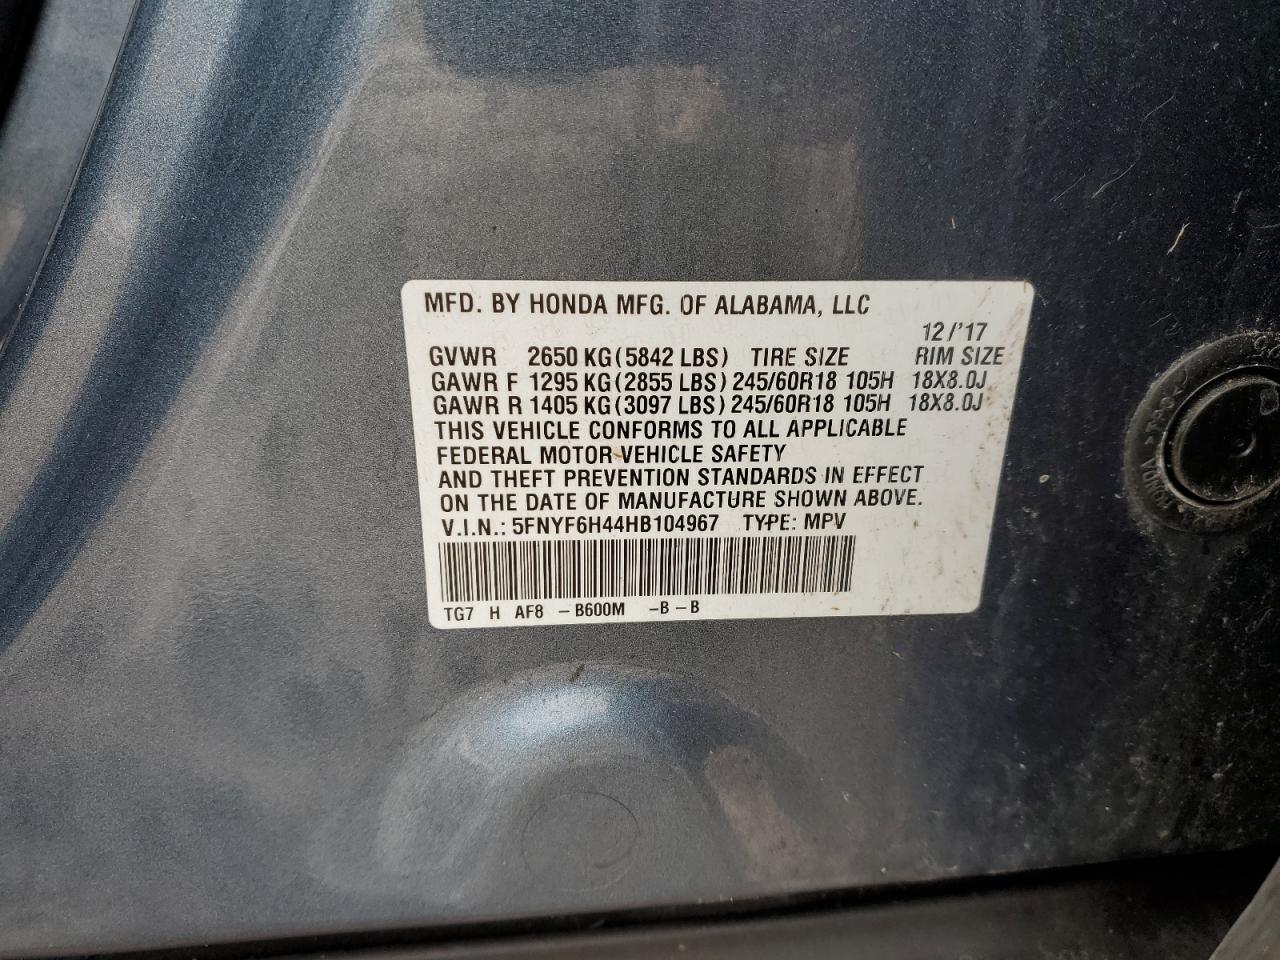 MFD. BY HONDA MFG. OF ALABAMA, LLC
12/'17
GVWR 2650 KG(5842 LBS) TIRE SIZE RIM SIZE
GAWR F 1295 KG(2855 LBS) 245/60R18 105H 18X8.0J
GAWR R 1405 KG(3097 LBS) 245/60R18 105H 18X8.0J
THIS VEHICLE CONFORMS TO ALL APPLICABLE
FEDERAL MOTOR VEHICLE SAFETY
AND THEFT PREVENTION STANDARDS IN EFFECT
ON THE DATE OF MANUFACTURE SHOWN ABOVE.
V.I.N.: 5FNYF6H44HB104967 TYPE: MPV
TG7 H AF8 -B600M -B-B